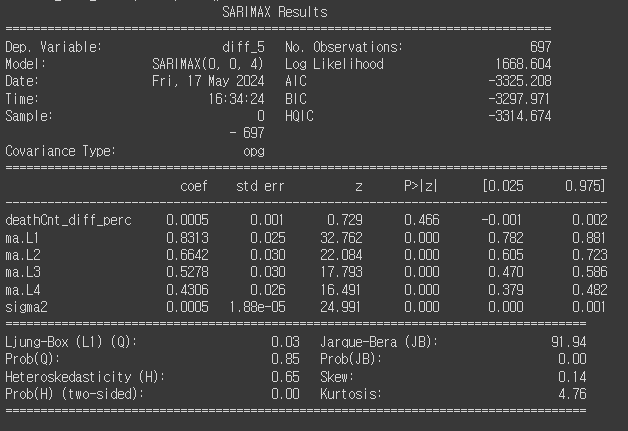 SARIMAX Results
==============================================================================
Dep. Variable: diff_5 No. Observations: 697
Model: SARIMAX(0, 0, 4) Log Likelihood 1668.604
Date: Fri, 17 May 2024 AIC -3325.208
Time: 16:34:24 BIC -3297.971
Sample: 0 HQIC -3314.674
- 697
Covariance Type: opg
==============================================================================
coef std err z P>|z| [0.025 0.975]
------------------------------------------------------------------------------
deathCnt_diff_perc 0.0005 0.001 0.729 0.466 -0.001 0.002
ma.L1 0.8313 0.025 32.762 0.000 0.782 0.881
ma.L2 0.6642 0.030 22.084 0.000 0.605 0.723
ma.L3 0.5278 0.030 17.793 0.000 0.470 0.586
ma.L4 0.4306 0.026 16.491 0.000 0.379 0.482
sigma2 0.0005 1.88e-05 24.991 0.000 0.000 0.001
==============================================================================
Ljung-Box (L1) (Q): 0.03 Jarque-Bera (JB): 91.94
Prob(Q): 0.85 Prob(JB): 0.00
Heteroskedasticity (H): 0.65 Skew: 0.14
Prob(H) (two-sided): 0.00 Kurtosis: 4.76
==============================================================================